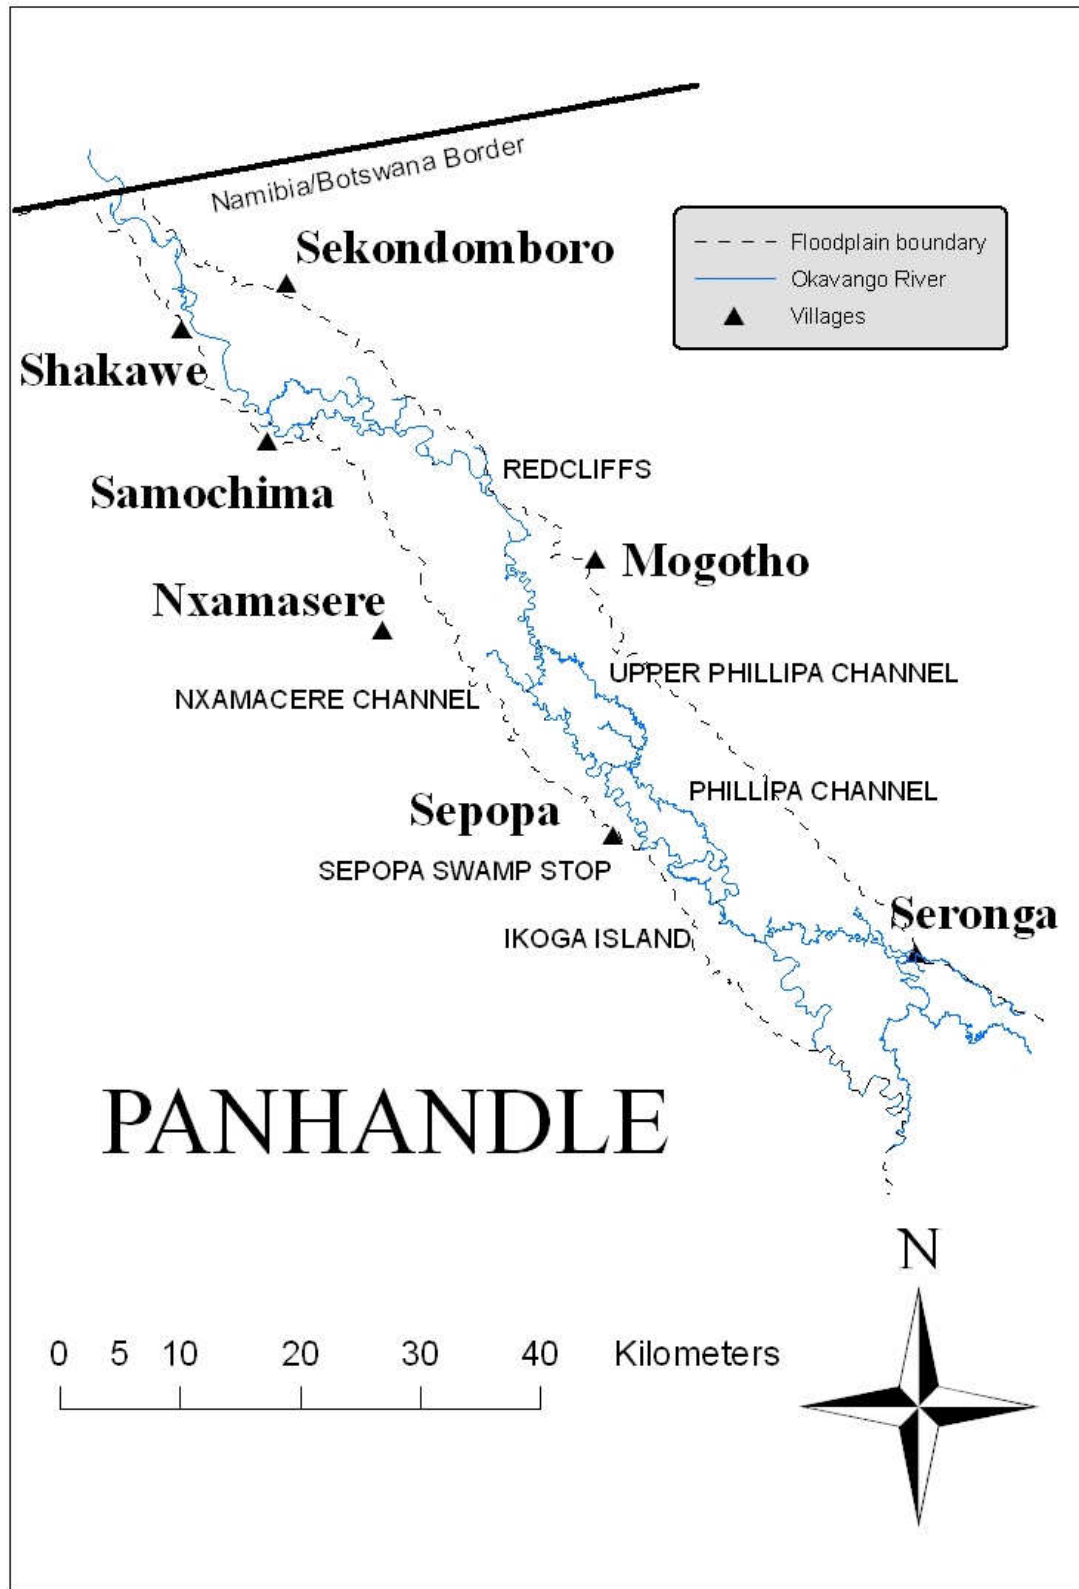 Namibia/Botswana Border
Sekondomboro
Floodplain boundary
Okavango River
Villages
Shakawe
REDCLIFFS
Samochima
Mogotho
Nxamasere
UPPER PHILLIPA CHANNEL
NXAMACERE CHANNEL
PHILLIPA CHANNEL
Sepopa
SEPOPA SWAMP STOP
Seronga
IKOGA ISLAND
PANHANDLE
N
0 5 10 20 30 40 Kilometers